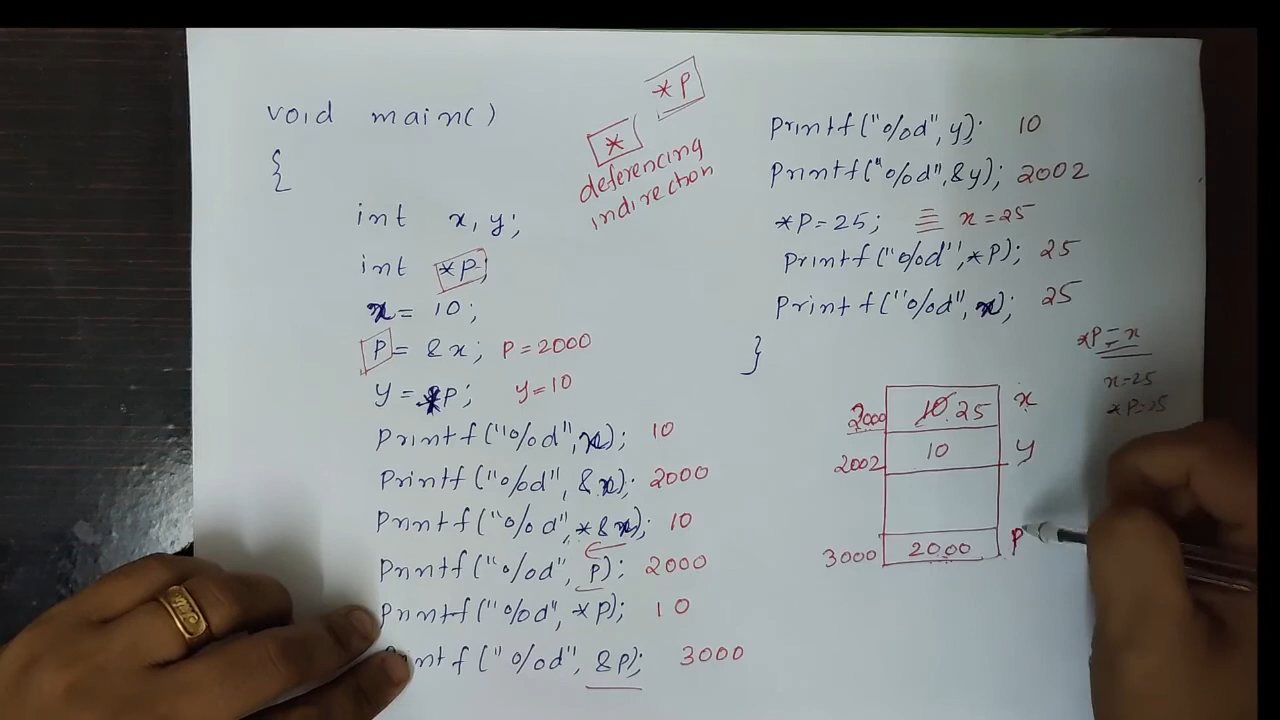 void main()
{
int x, y;
int *P;
x = 10;
P = &x; P = 2000
y = *P; y = 10
printf("%d", x); 10
printf("%d", &x); 2000
printf("%d", *&x); 10
printf("%d", P); 2000
printf("%d", *P); 10
printf("%d", &P); 3000
*P
*
deferencing
indirection
printf("%d", y); 10
printf("%d", &y); 2002
*P = 25; ≡ x = 25
printf("%d", *P); 25
printf("%d", x); 25
}
*P = x
x = 25
*P = 25
2000 10 25 x
2002 10 y
3000 2000 P